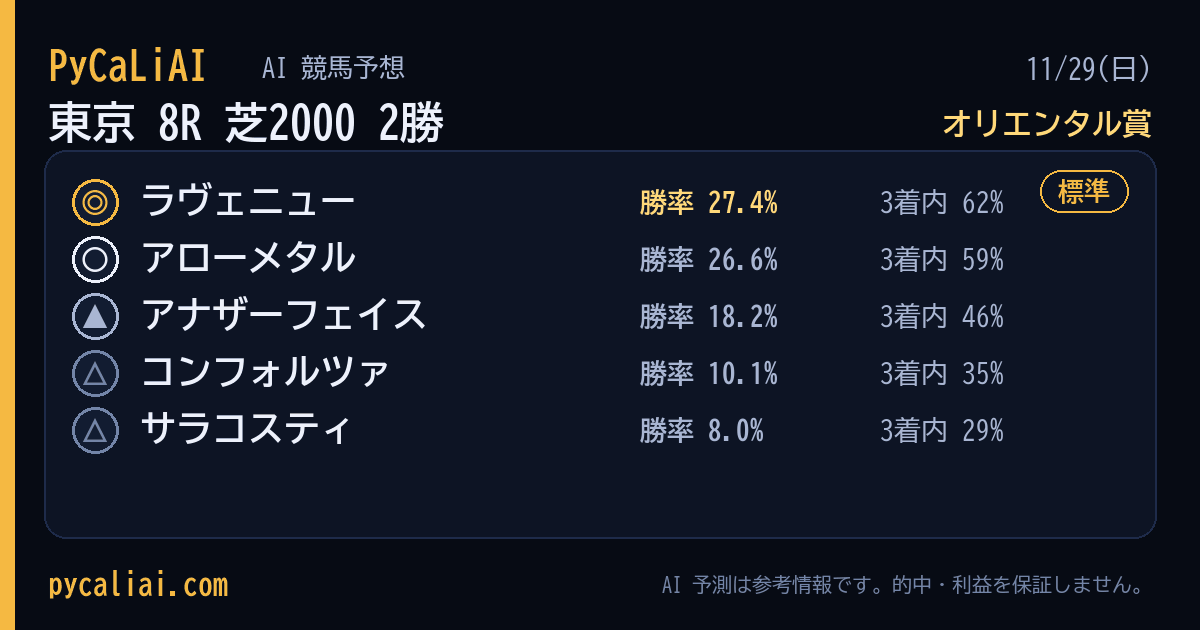 PyCaLiAI AI 競馬予想 11/29(日)
東京 8R 芝2000 2勝 オリエンタル賞
◎ ラヴェニュー 勝率 27.4% 3着内 62% 標準
○ アローメタル 勝率 26.6% 3着内 59%
▲ アナザーフェイス 勝率 18.2% 3着内 46%
△ コンフォルツァ 勝率 10.1% 3着内 35%
△ サラコスティ 勝率 8.0% 3着内 29%
pycaliai.com AI 予測は参考情報です。的中・利益を保証しません。